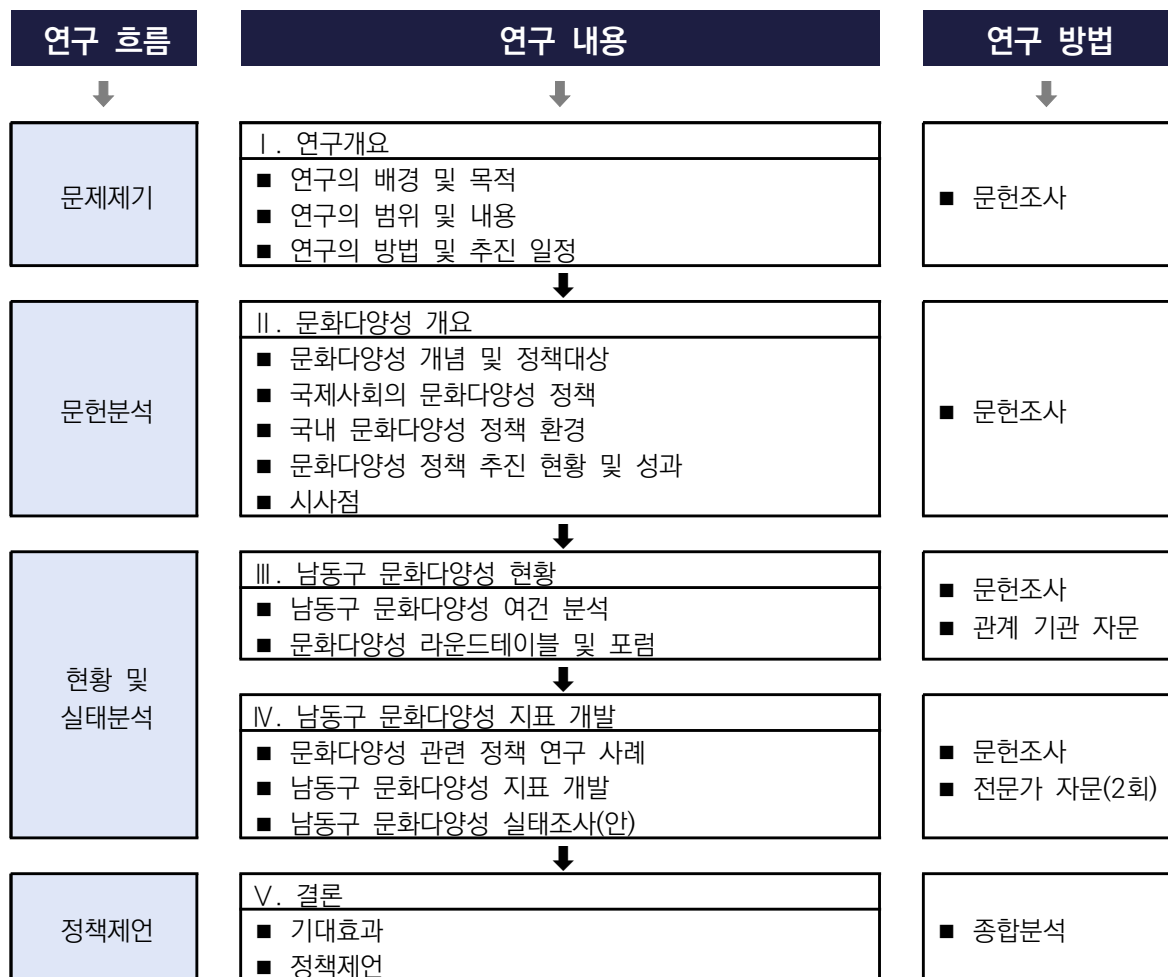 연구 흐름
연구 내용
연구 방법
문제제기
Ⅰ. 연구개요
■ 연구의 배경 및 목적
■ 연구의 범위 및 내용
■ 연구의 방법 및 추진 일정
■ 문헌조사
문헌분석
Ⅱ. 문화다양성 개요
■ 문화다양성 개념 및 정책대상
■ 국제사회의 문화다양성 정책
■ 국내 문화다양성 정책 환경
■ 문화다양성 정책 추진 현황 및 성과
■ 시사점
■ 문헌조사
현황 및
실태분석
Ⅲ. 남동구 문화다양성 현황
■ 남동구 문화다양성 여건 분석
■ 문화다양성 라운드테이블 및 포럼
■ 문헌조사
■ 관계 기관 자문
Ⅳ. 남동구 문화다양성 지표 개발
■ 문화다양성 관련 정책 연구 사례
■ 남동구 문화다양성 지표 개발
■ 남동구 문화다양성 실태조사(안)
■ 문헌조사
■ 전문가 자문(2회)
정책제언
Ⅴ. 결론
■ 기대효과
■ 정책제언
■ 종합분석